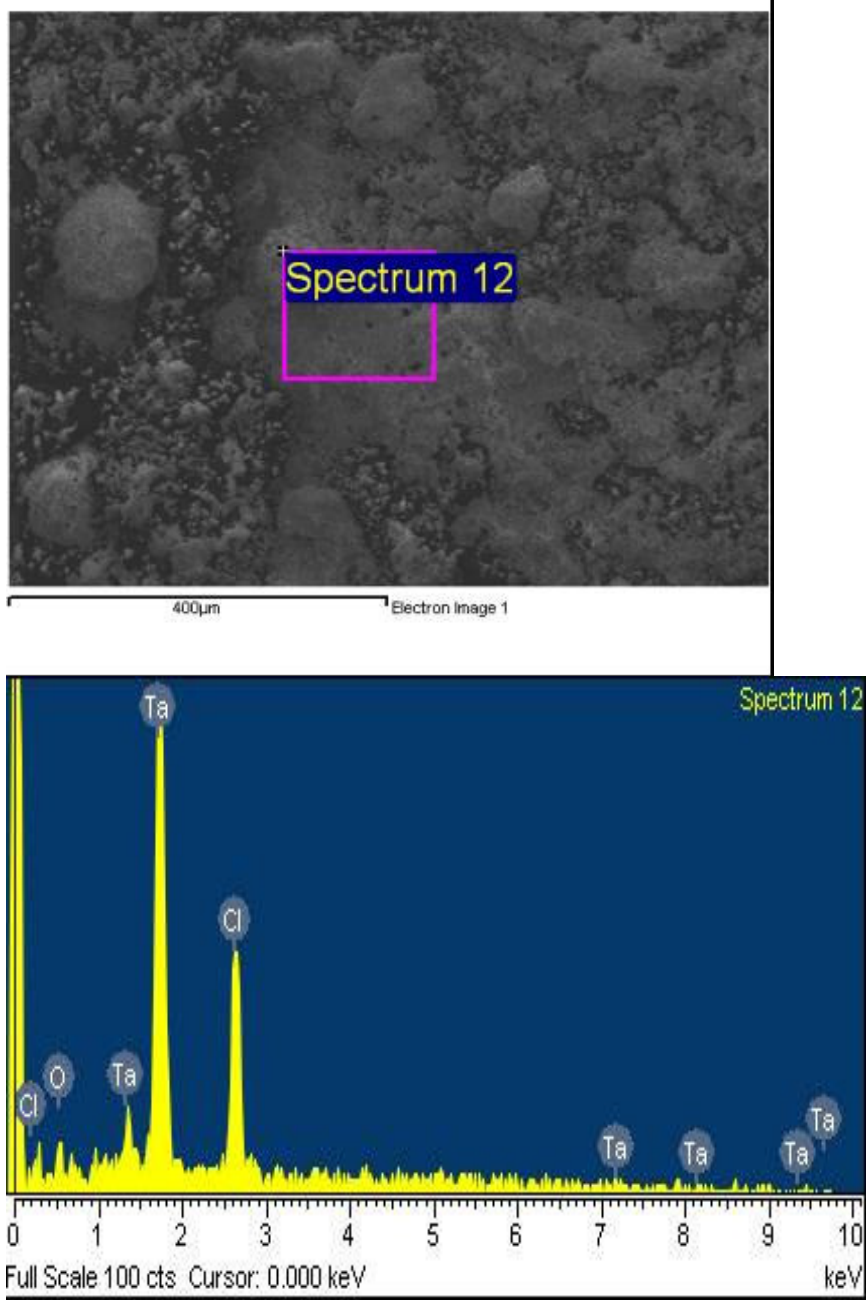 Spectrum 12
400µm Electron Image 1
Spectrum 12
Ta
Cl
Cl O Ta
Ta Ta Ta Ta
0 1 2 3 4 5 6 7 8 9 10
Full Scale 100 cts Cursor: 0.000 keV keV